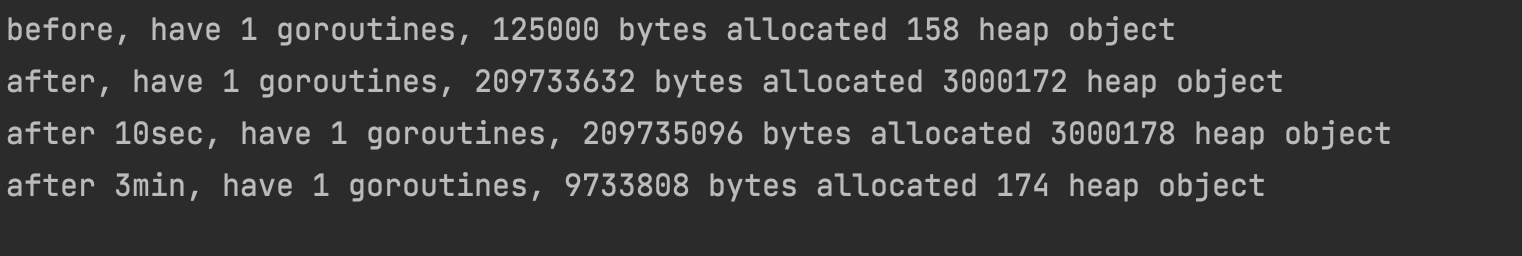 before, have 1 goroutines, 125000 bytes allocated 158 heap object
after, have 1 goroutines, 209733632 bytes allocated 3000172 heap object
after 10sec, have 1 goroutines, 209735096 bytes allocated 3000178 heap object
after 3min, have 1 goroutines, 9733808 bytes allocated 174 heap object